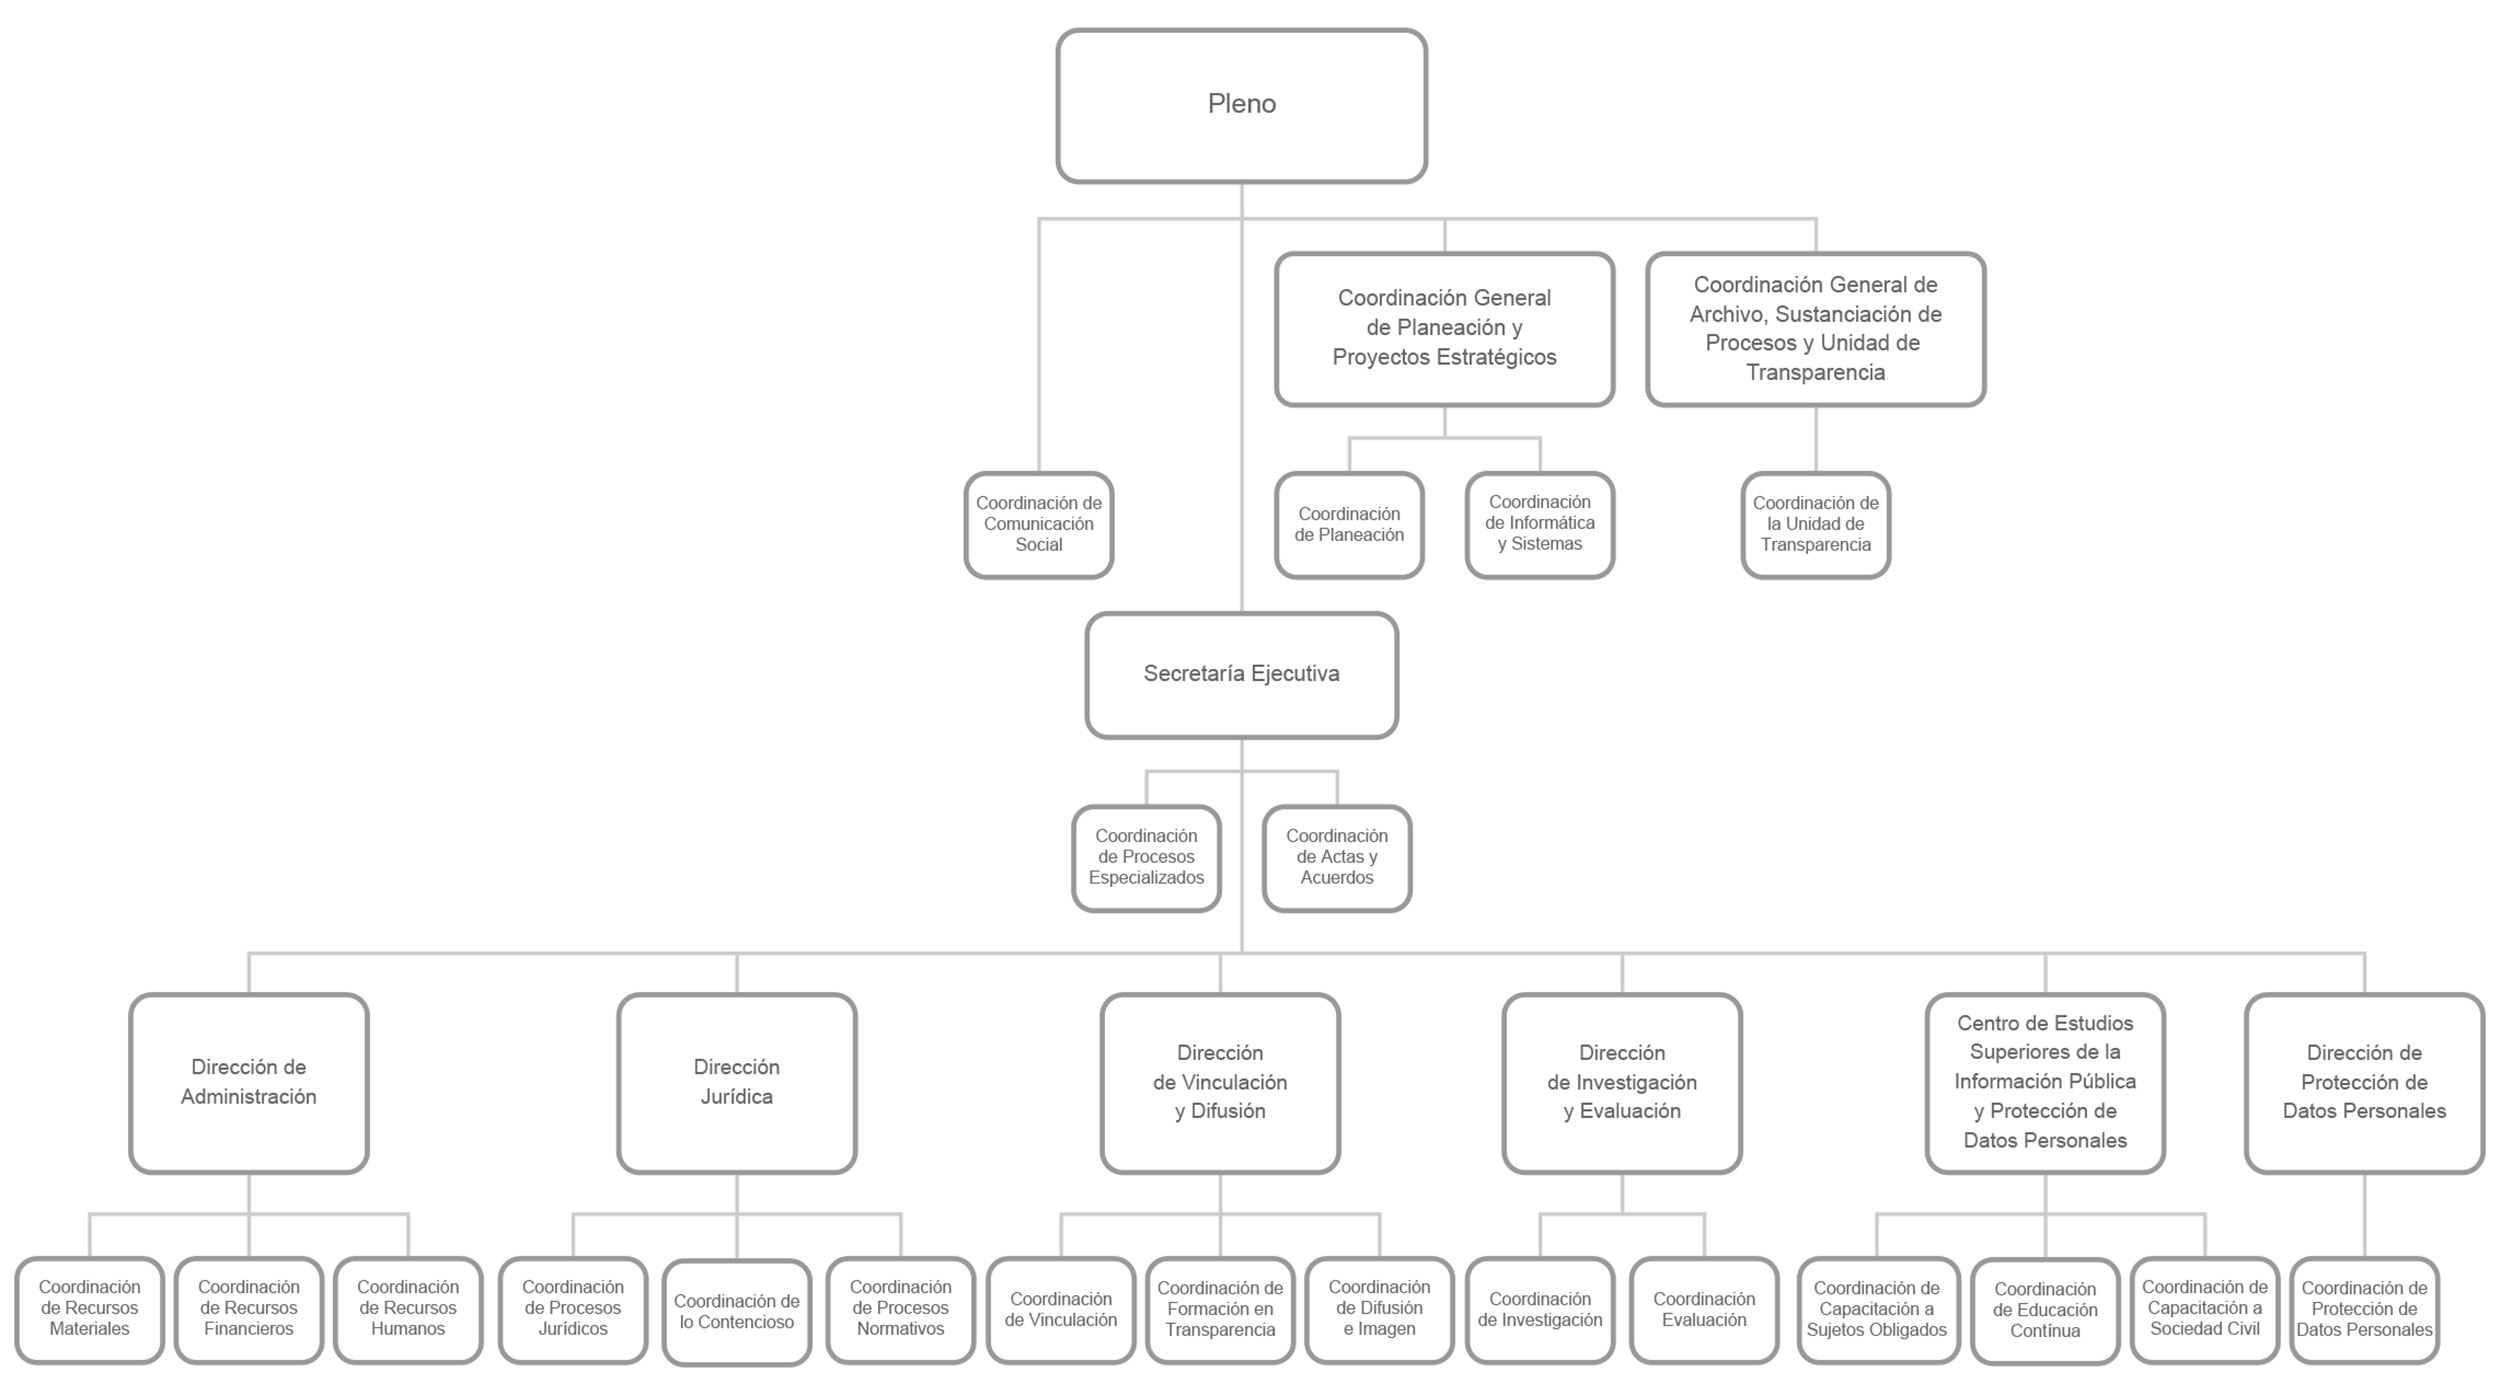 Pleno
Coordinación General
de Planeación y
Proyectos Estratégicos
Coordinación General de
Archivo, Sustanciación de
Procesos y Unidad de
Transparencia
Coordinación de
Comunicación
Social
Coordinación
de Planeación
Coordinación
de Informática
y Sistemas
Coordinación de
la Unidad de
Transparencia
Secretaría Ejecutiva
Coordinación
de Procesos
Especializados
Coordinación
de Actas y
Acuerdos
Dirección de
Administración
Dirección
Jurídica
Dirección
de Vinculación
y Difusión
Dirección
de Investigación
y Evaluación
Centro de Estudios
Superiores de la
Información Pública
y Protección de
Datos Personales
Dirección de
Protección de
Datos Personales
Coordinación
de Recursos
Materiales
Coordinación
de Recursos
Financieros
Coordinación
de Recursos
Humanos
Coordinación
de Procesos
Jurídicos
Coordinación de
lo Contencioso
Coordinación
de Procesos
Normativos
Coordinación
de Vinculación
Coordinación de
Formación en
Transparencia
Coordinación
de Difusión
e Imagen
Coordinación
de Investigación
Coordinación
Evaluación
Coordinación de
Capacitación a
Sujetos Obligados
Coordinación
de Educación
Contínua
Coordinación de
Capacitación a
Sociedad Civil
Coordinación de
Protección de
Datos Personales